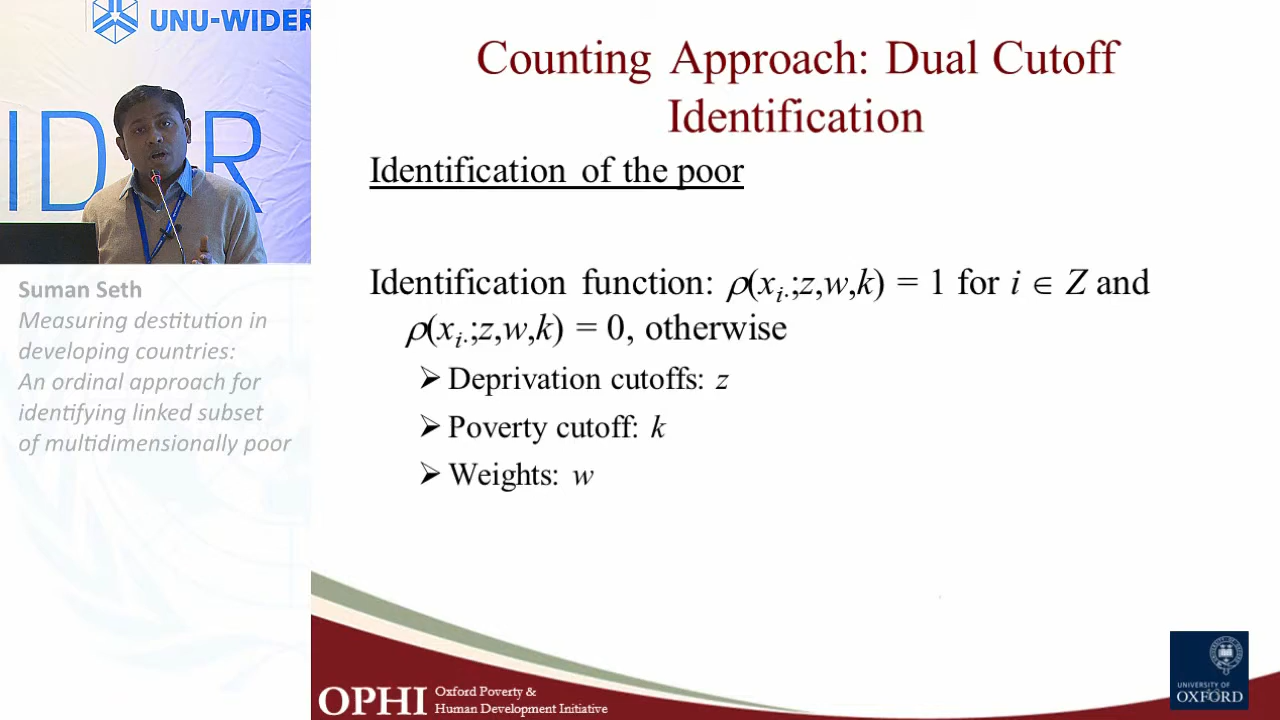 UNU-WIDER
ID R
Suman Seth
Measuring destitution in
developing countries:
An ordinal approach for
identifying linked subset
of multidimensionally poor
Counting Approach: Dual Cutoff
Identification
Identification of the poor
Identification function: ρ(xi.;z,w,k) = 1 for i ∈ Z and
ρ(xi.;z,w,k) = 0, otherwise
➢ Deprivation cutoffs: z
➢ Poverty cutoff: k
➢ Weights: w
OPHI Oxford Poverty &
Human Development Initiative
UNIVERSITY OF
OXFORD